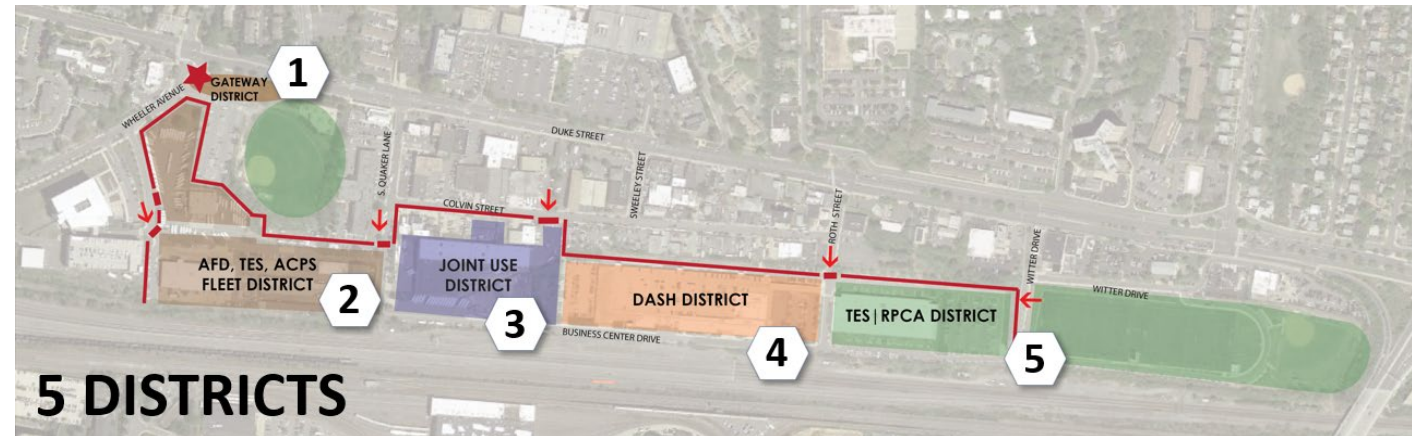 1
GATEWAY
DISTRICT
WHEELER AVENUE
DUKE STREET
S. QUAKER LANE
SWEELEY STREET
COLVIN STREET
ROTH STREET
WITTER DRIVE
WITTER DRIVE
AFD, TES, ACPS
FLEET DISTRICT
2
JOINT USE
DISTRICT
3
DASH DISTRICT
4
TES|RPCA DISTRICT
5
BUSINESS CENTER DRIVE
5 DISTRICTS